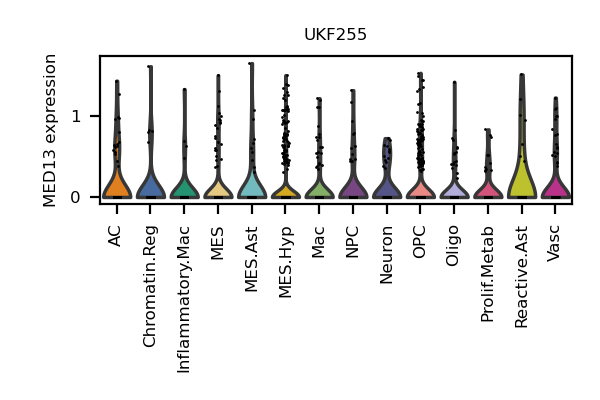 UKF255
MED13 expression
1
0
AC
Chromatin.Reg
Inflammatory.Mac
MES
MES.Ast
MES.Hyp
Mac
NPC
Neuron
OPC
Oligo
Prolif.Metab
Reactive.Ast
Vasc